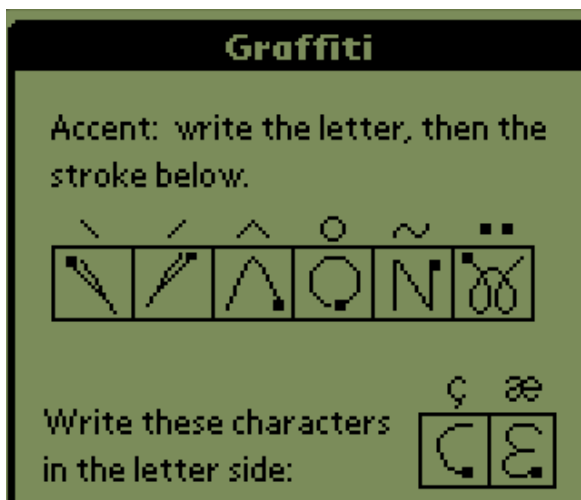 Graffiti
Accent: write the letter, then the
stroke below.
ç æ
Write these characters
in the letter side: